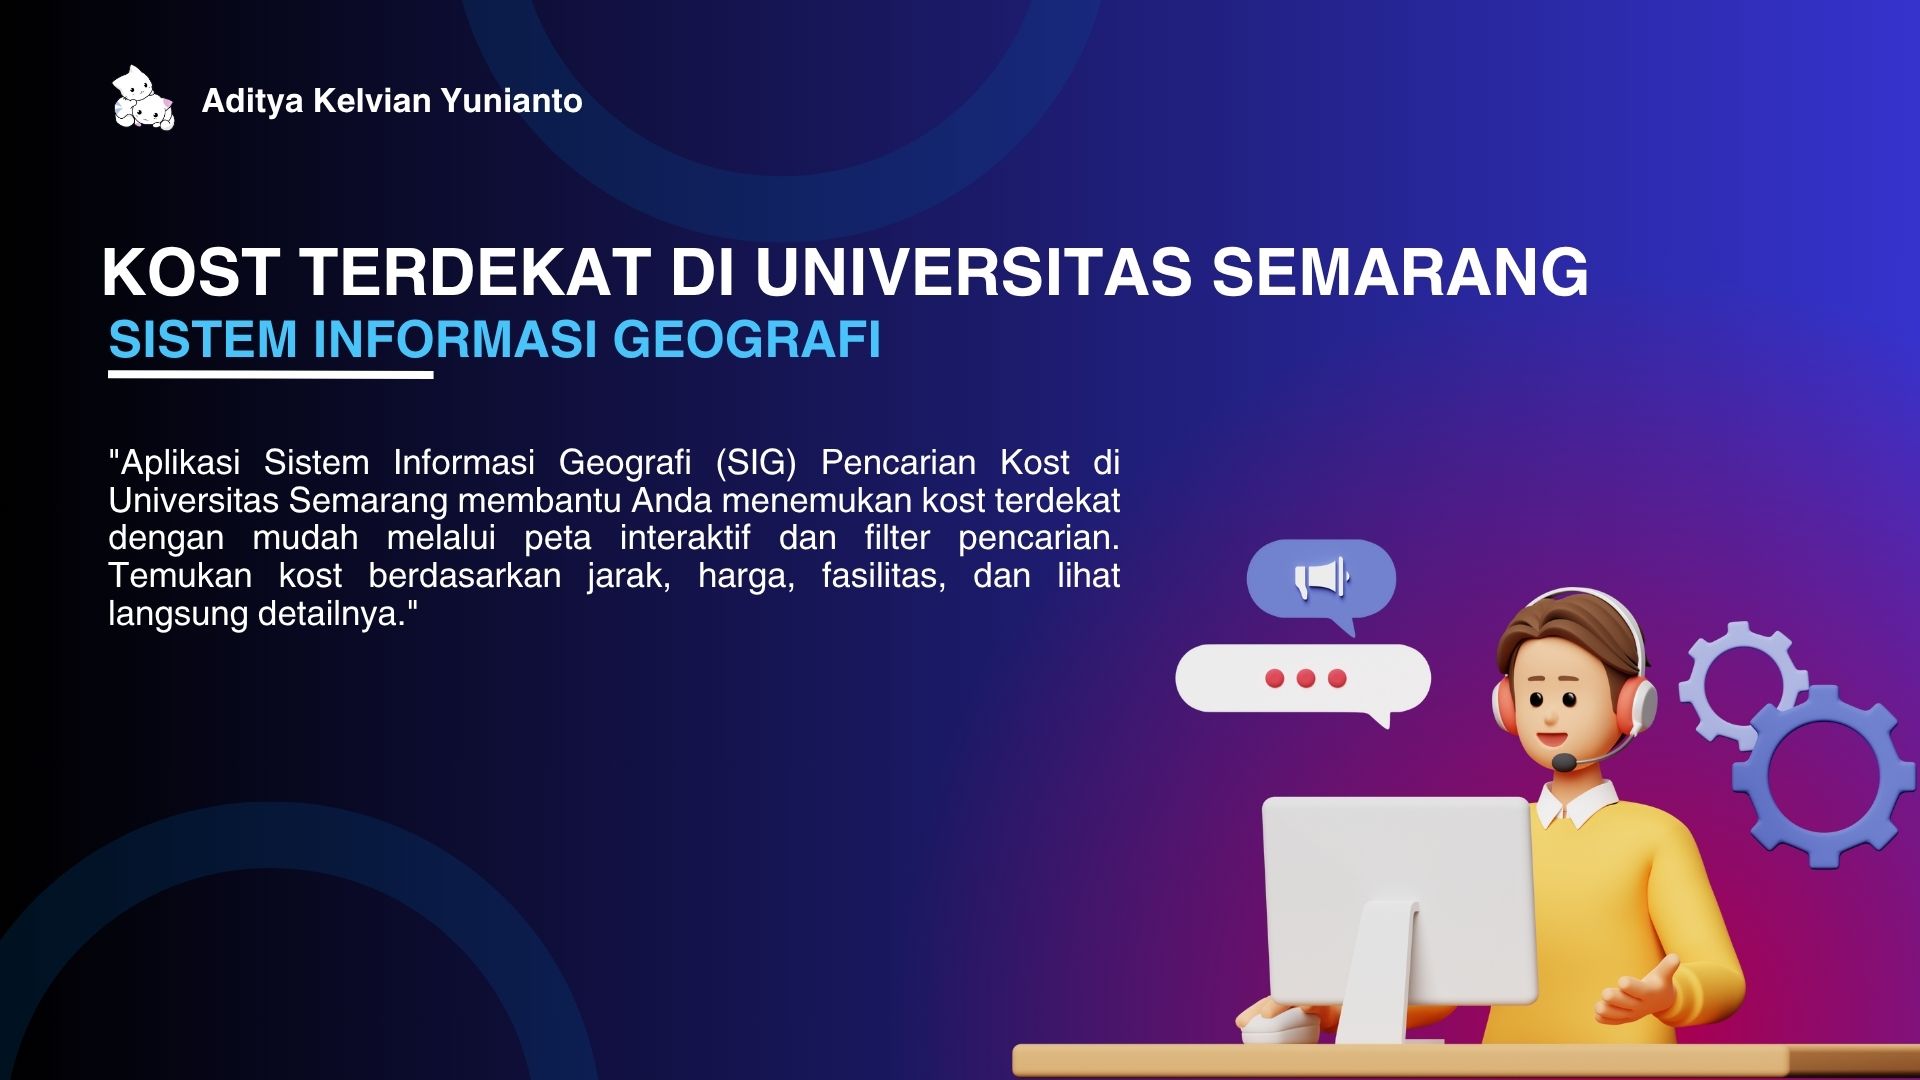 Aditya Kelvian Yunianto
KOST TERDEKAT DI UNIVERSITAS SEMARANG
SISTEM INFORMASI GEOGRAFI
"Aplikasi Sistem Informasi Geografi (SIG) Pencarian Kost di
Universitas Semarang membantu Anda menemukan kost terdekat
dengan mudah melalui peta interaktif dan filter pencarian.
Temukan kost berdasarkan jarak, harga, fasilitas, dan lihat
langsung detailnya."